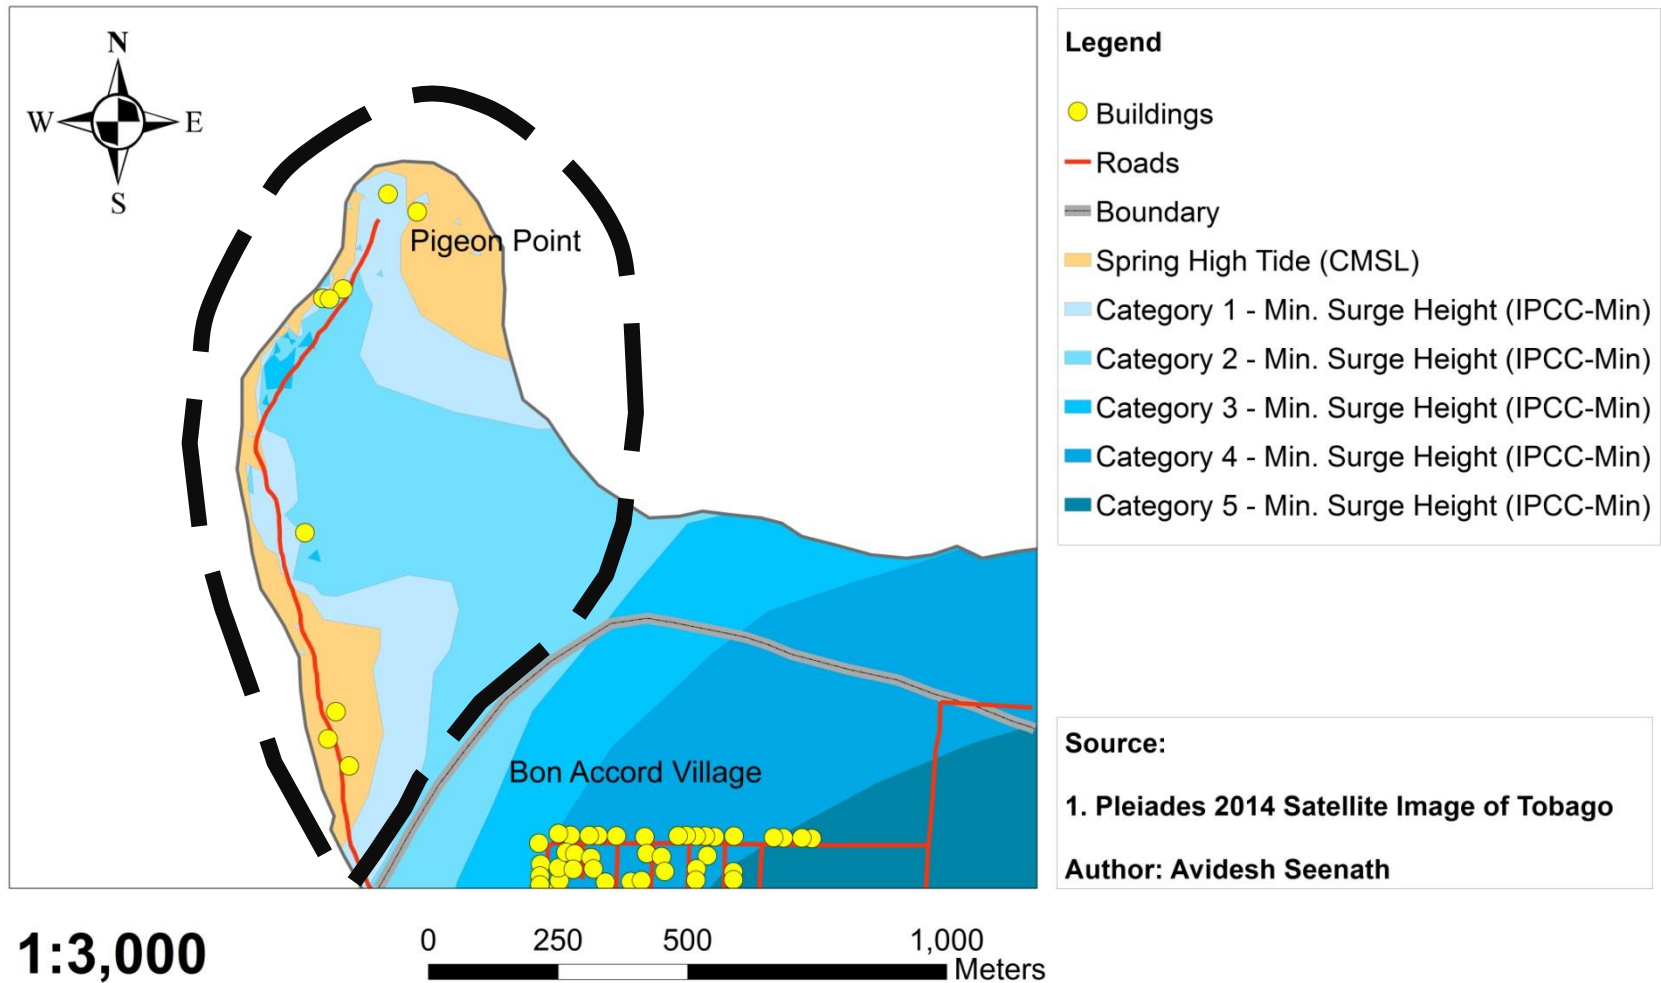 N
W E
S
Pigeon Point
Bon Accord Village
Legend
Buildings
Roads
Boundary
Spring High Tide (CMSL)
Category 1 - Min. Surge Height (IPCC-Min)
Category 2 - Min. Surge Height (IPCC-Min)
Category 3 - Min. Surge Height (IPCC-Min)
Category 4 - Min. Surge Height (IPCC-Min)
Category 5 - Min. Surge Height (IPCC-Min)
Source:
1. Pleiades 2014 Satellite Image of Tobago
Author: Avidesh Seenath
1:3,000
0 250 500 1,000
Meters